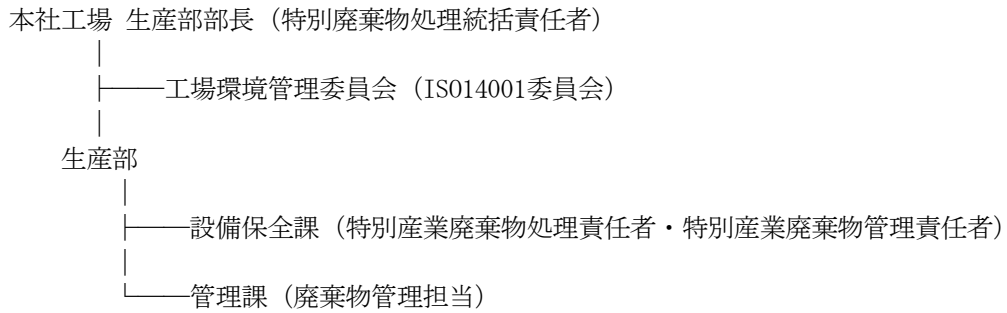 本社工場 生産部部長（特別廃棄物処理統括責任者）
工場環境管理委員会（ISO14001委員会）
生産部
設備保全課（特別産業廃棄物処理責任者・特別産業廃棄物管理責任者）
管理課（廃棄物管理担当）